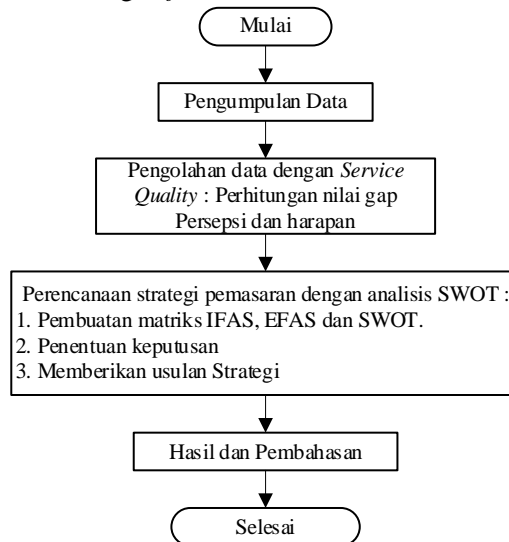 Mulai
Pengumpulan Data
Pengolahan data dengan Service
Quality : Perhitungan nilai gap
Persepsi dan harapan
Perencanaan strategi pemasaran dengan analisis SWOT :
1. Pembuatan matriks IFAS, EFAS dan SWOT.
2. Penentuan keputusan
3. Memberikan usulan Strategi
Hasil dan Pembahasan
Selesai